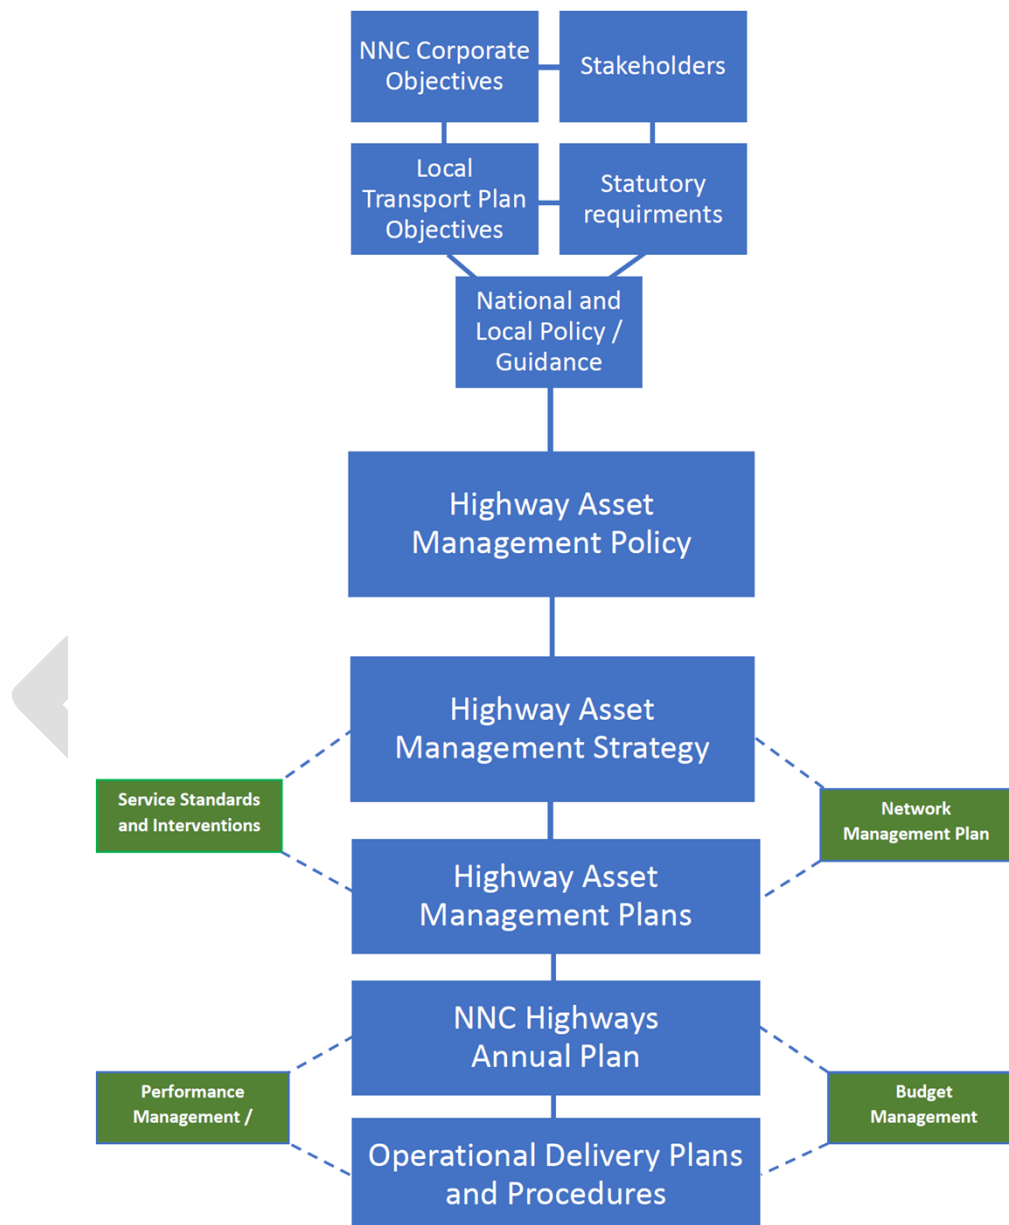 NNC Corporate
Objectives
Stakeholders
Local
Transport Plan
Objectives
Statutory
requirments
National and
Local Policy /
Guidance
Highway Asset
Management Policy
Highway Asset
Management Strategy
Service Standards
and Interventions
Network
Management Plan
Highway Asset
Management Plans
NNC Highways
Annual Plan
Performance
Management /
Budget
Management
Operational Delivery Plans
and Procedures